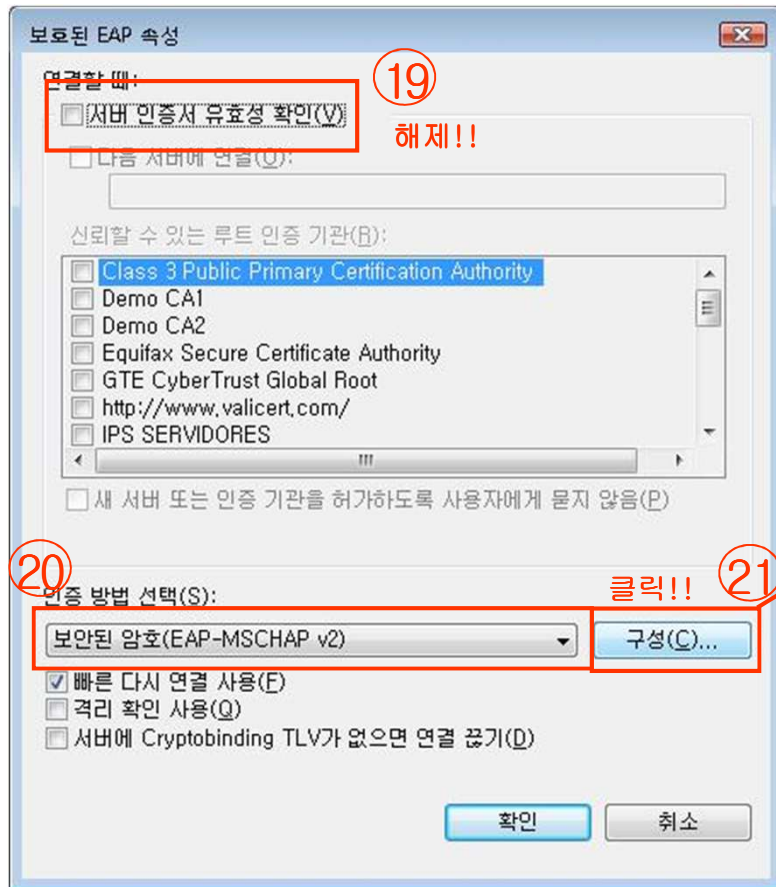 보호된 EAP 속성
연결할 때:
⑲
서버 인증서 유효성 확인(V)
해제!!
다음 서버에 연결(O):
신뢰할 수 있는 루트 인증 기관(R):
Class 3 Public Primary Certification Authority
Demo CA1
Demo CA2
Equifax Secure Certificate Authority
GTE CyberTrust Global Root
http://www.valicert.com/
IPS SERVIDORES
새 서버 또는 인증 기관을 허가하도록 사용자에게 묻지 않음(P)
⑳
인증 방법 선택(S):
클릭!!
㉑
보안된 암호(EAP-MSCHAP v2)
구성(C)...
빠른 다시 연결 사용(F)
격리 확인 사용(Q)
서버에 Cryptobinding TLV가 없으면 연결 끊기(D)
확인
취소